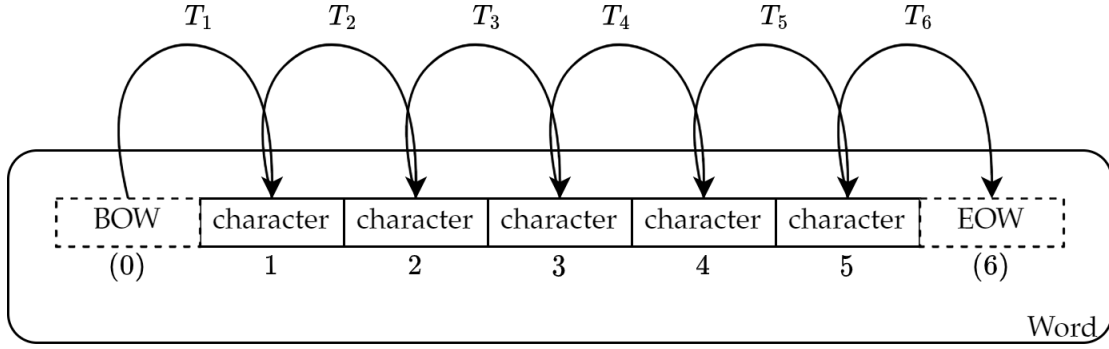 T₁ T₂ T₃ T₄ T₅ T₆
BOW character character character character character EOW
(0) 1 2 3 4 5 (6)
Word